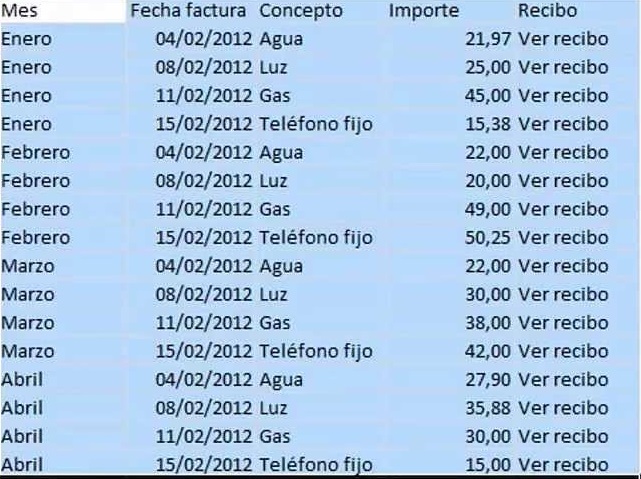 Mes Fecha factura Concepto Importe Recibo
Enero 04/02/2012 Agua 21,97 Ver recibo
Enero 08/02/2012 Luz 25,00 Ver recibo
Enero 11/02/2012 Gas 45,00 Ver recibo
Enero 15/02/2012 Teléfono fijo 15,38 Ver recibo
Febrero 04/02/2012 Agua 22,00 Ver recibo
Febrero 08/02/2012 Luz 20,00 Ver recibo
Febrero 11/02/2012 Gas 49,00 Ver recibo
Febrero 15/02/2012 Teléfono fijo 50,25 Ver recibo
Marzo 04/02/2012 Agua 22,00 Ver recibo
Marzo 08/02/2012 Luz 30,00 Ver recibo
Marzo 11/02/2012 Gas 38,00 Ver recibo
Marzo 15/02/2012 Teléfono fijo 42,00 Ver recibo
Abril 04/02/2012 Agua 27,90 Ver recibo
Abril 08/02/2012 Luz 35,88 Ver recibo
Abril 11/02/2012 Gas 30,00 Ver recibo
Abril 15/02/2012 Teléfono fijo 15,00 Ver recibo